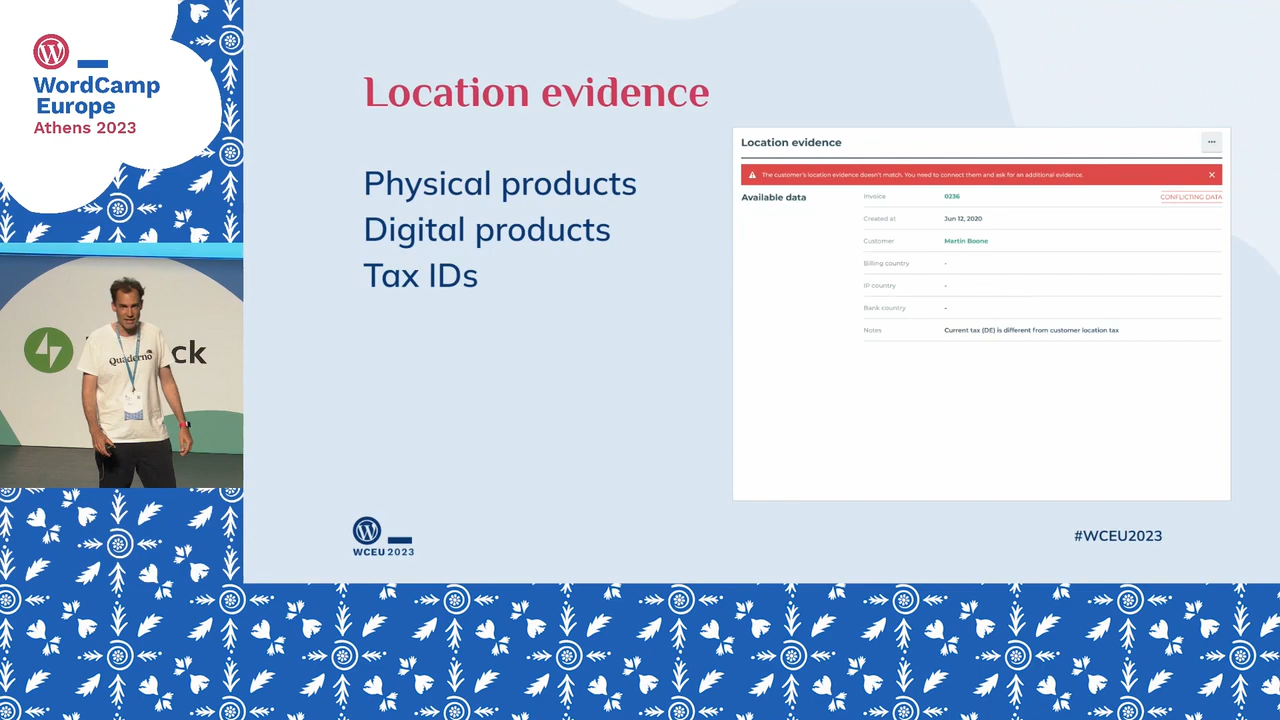 WordCamp
Europe
Athens 2023
Quaderno
ck
Location evidence
Physical products
Digital products
Tax IDs
Location evidence
The customer's location evidence doesn't match. You need to connect them and ask for an additional evidence.
Available data
Invoice 0236 CONFLICTING DATA
Created at Jun 12, 2020
Customer Martin Boone
Billing country -
IP country -
Bank country -
Notes Current tax (DE) is different from customer location tax
WCEU 2023
#WCEU2023